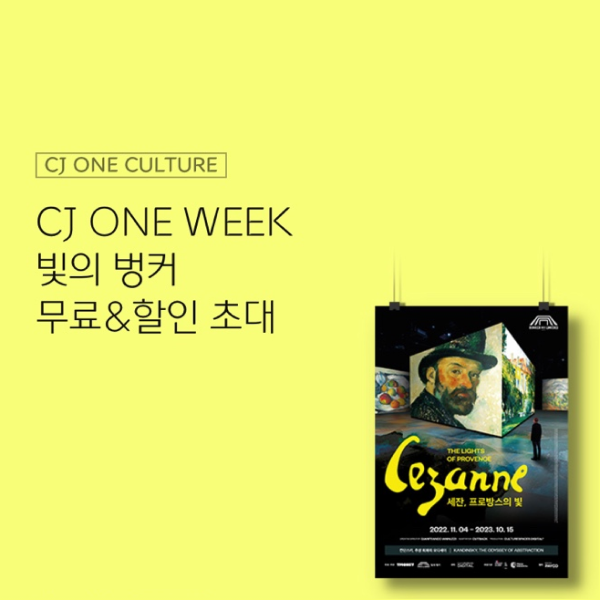 CJ ONE CULTURE
CJ ONE WEEK
빛의 벙커
무료&할인 초대
THE LIGHTS
OF PROVENCE
Cezanne
세잔, 프로방스의 빛
2022. 11. 04 – 2023. 10. 15
KANDINSKY, THE ODYSSEY OF ABSTRACTION